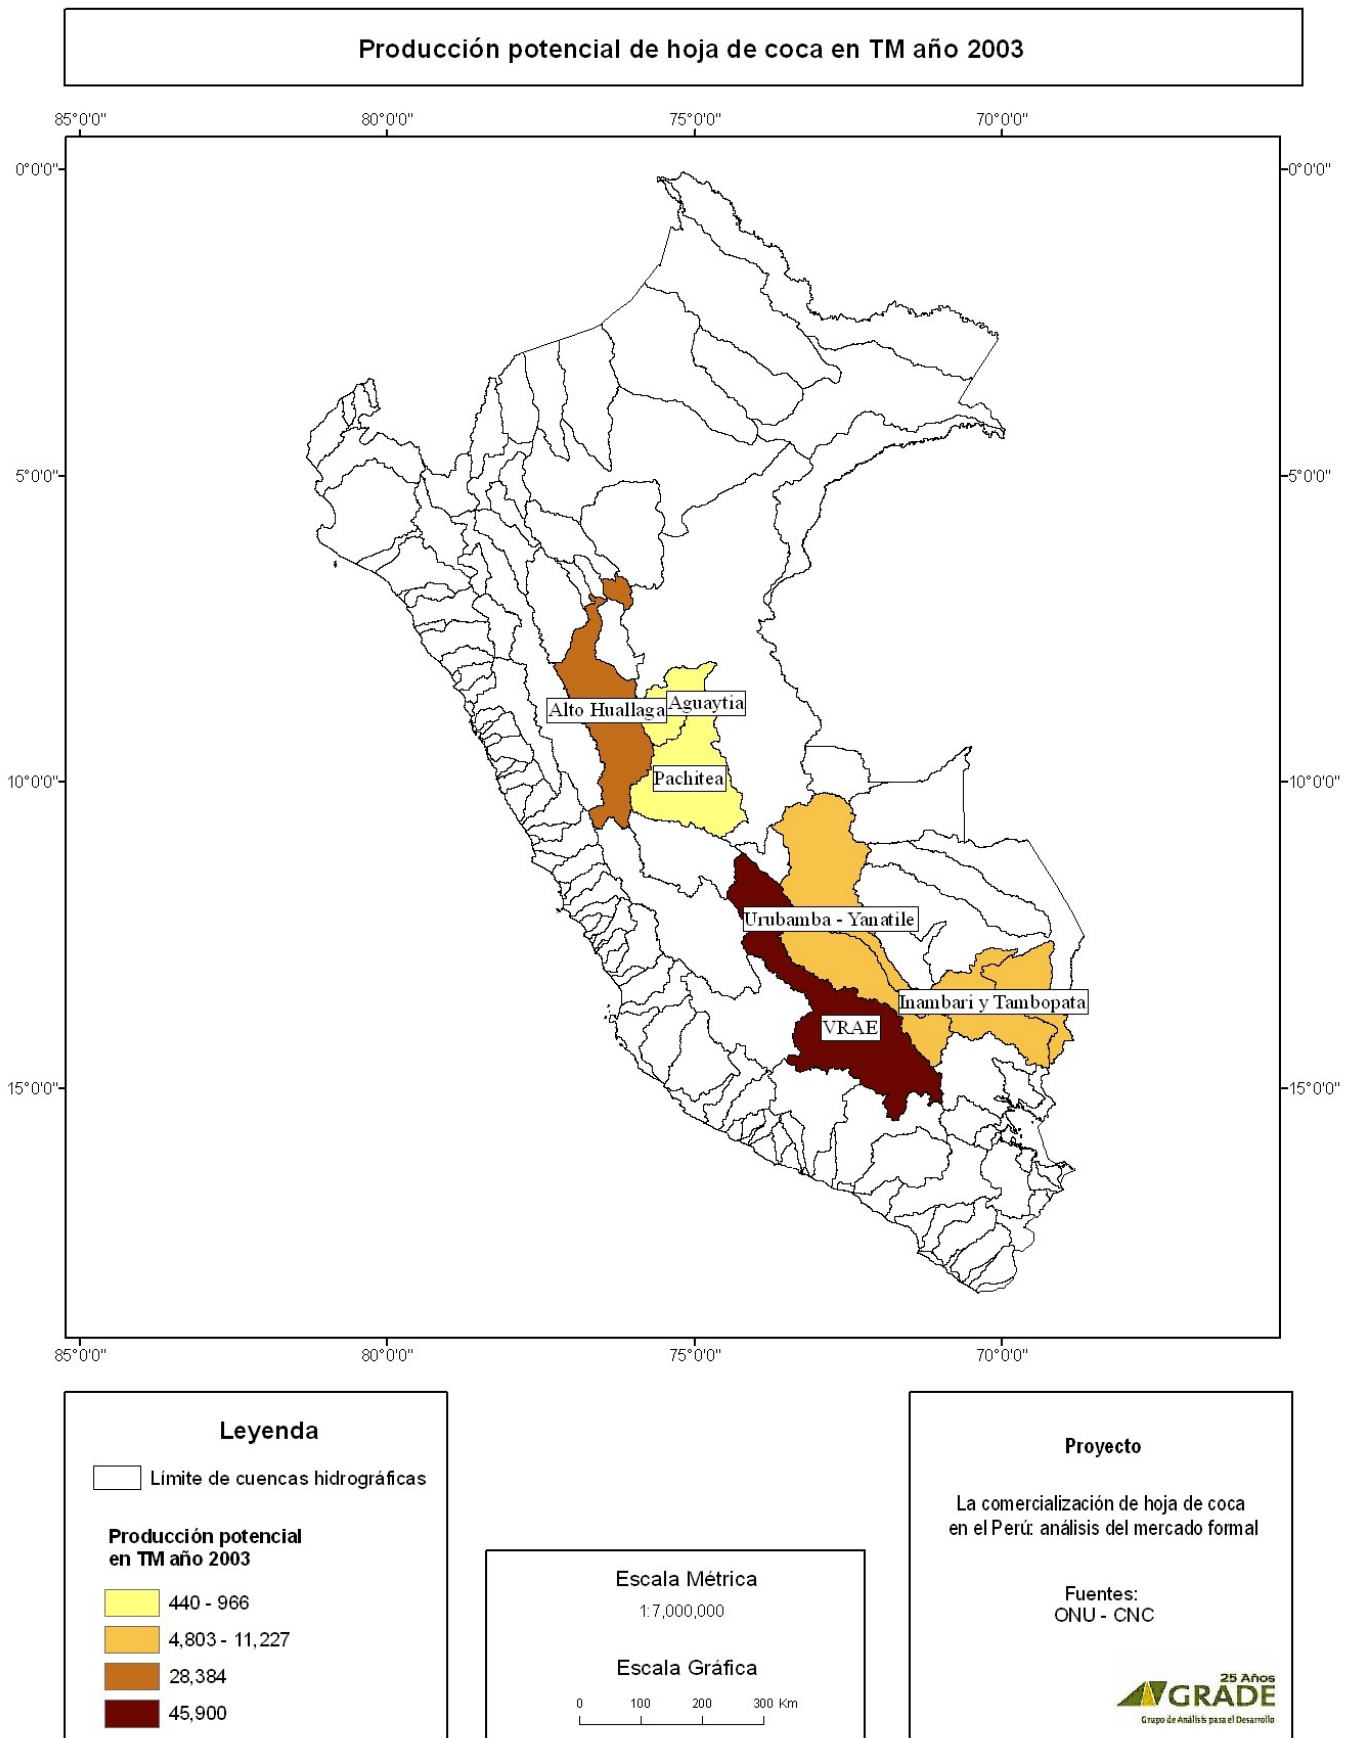 Producción potencial de hoja de coca en TM año 2003
85°0'0"
80°0'0"
75°0'0"
70°0'0"
0°0'0"
0°0'0"
5°0'0"
5°0'0"
Alto Huallaga
Aguaytia
Pachitea
10°0'0"
10°0'0"
Urubamba - Yanatile
Inambari y Tambopata
VRAE
15°0'0"
15°0'0"
85°0'0"
80°0'0"
75°0'0"
70°0'0"
Leyenda
Límite de cuencas hidrográficas
Producción potencial
en TM año 2003
440 - 966
4,803 - 11,227
28,384
45,900
Escala Métrica
1:7,000,000
Escala Gráfica
0 100 200 300 Km
Proyecto
La comercialización de hoja de coca
en el Perú: análisis del mercado formal
Fuentes:
ONU - CNC
25 Años
GRADE
Grupo de Análisis para el Desarrollo